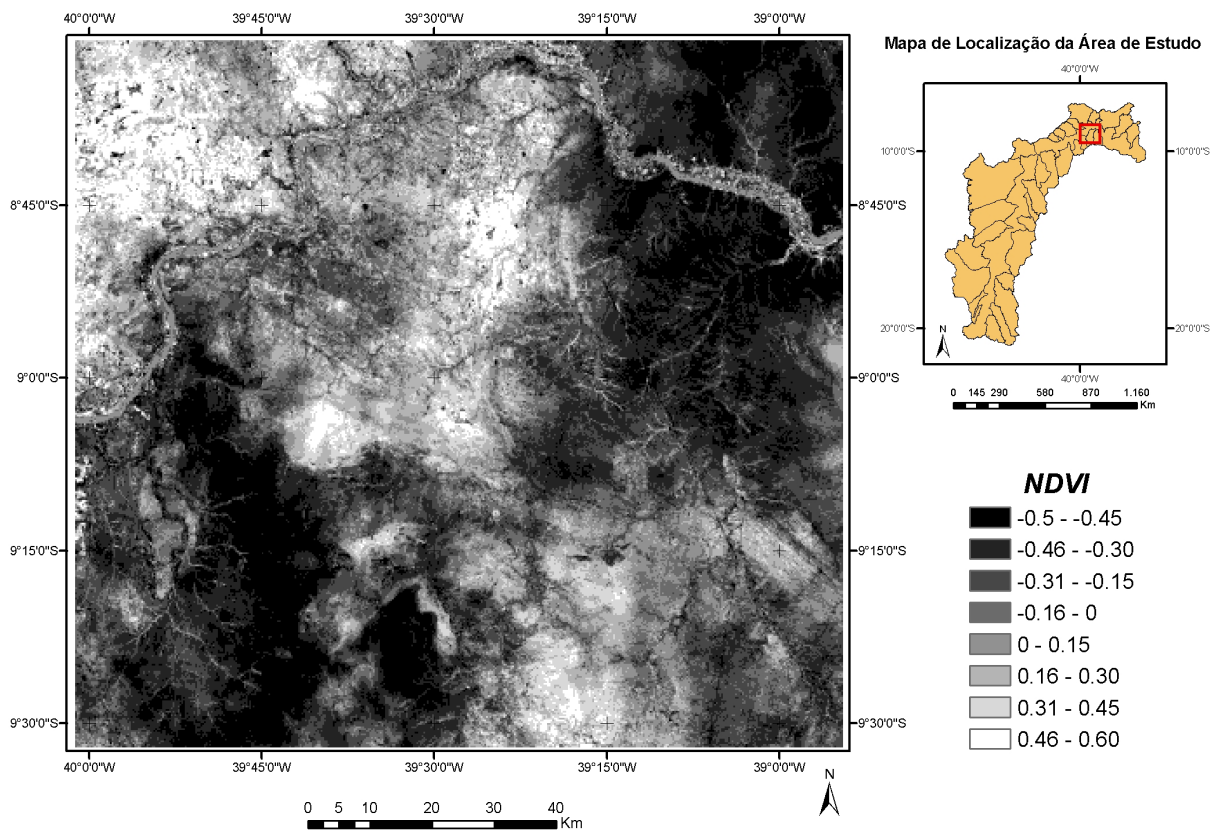 40°0'0"W 39°45'0"W 39°30'0"W 39°15'0"W 39°0'0"W
8°45'0"S 8°45'0"S
9°0'0"S 9°0'0"S
9°15'0"S 9°15'0"S
9°30'0"S 9°30'0"S
40°0'0"W 39°45'0"W 39°30'0"W 39°15'0"W 39°0'0"W
0 5 10 20 30 40
Km
N
Mapa de Localização da Área de Estudo
40°0'0"W
10°0'0"S 10°0'0"S
20°0'0"S 20°0'0"S
N
40°0'0"W
0 145 290 580 870 1.160
Km
NDVI
-0.5 - -0.45
-0.46 - -0.30
-0.31 - -0.15
-0.16 - 0
0 - 0.15
0.16 - 0.30
0.31 - 0.45
0.46 - 0.60